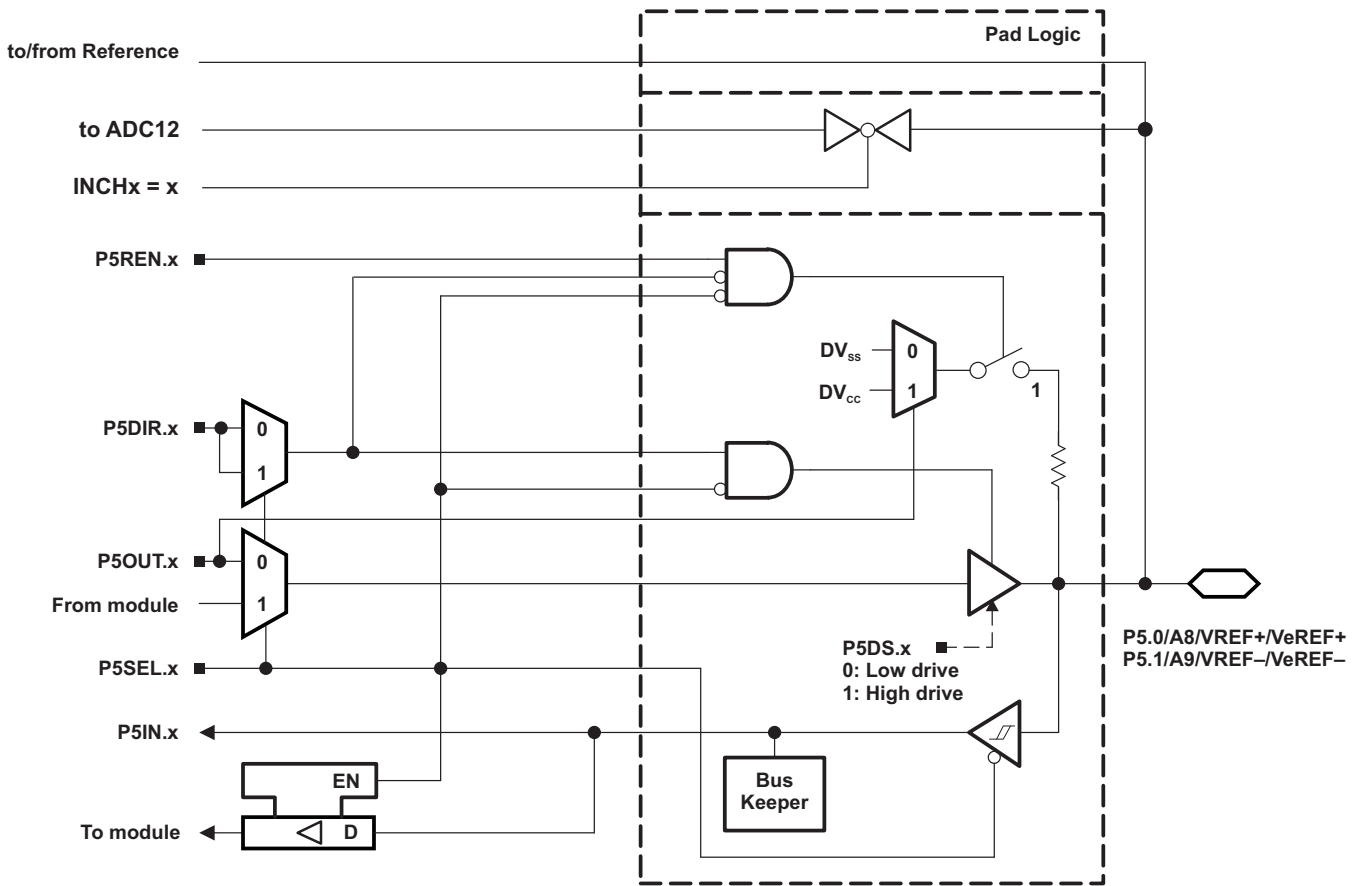 Pad Logic
to/from Reference
to ADC12
INCHx = x
P5REN.x
DVss
0
DVcc
1
1
P5DIR.x
0
1
P5OUT.x
0
From module
1
P5SEL.x
P5DS.x
0: Low drive
1: High drive
P5.0/A8/VREF+/VeREF+
P5.1/A9/VREF–/VeREF–
P5IN.x
Bus
Keeper
EN
To module
D